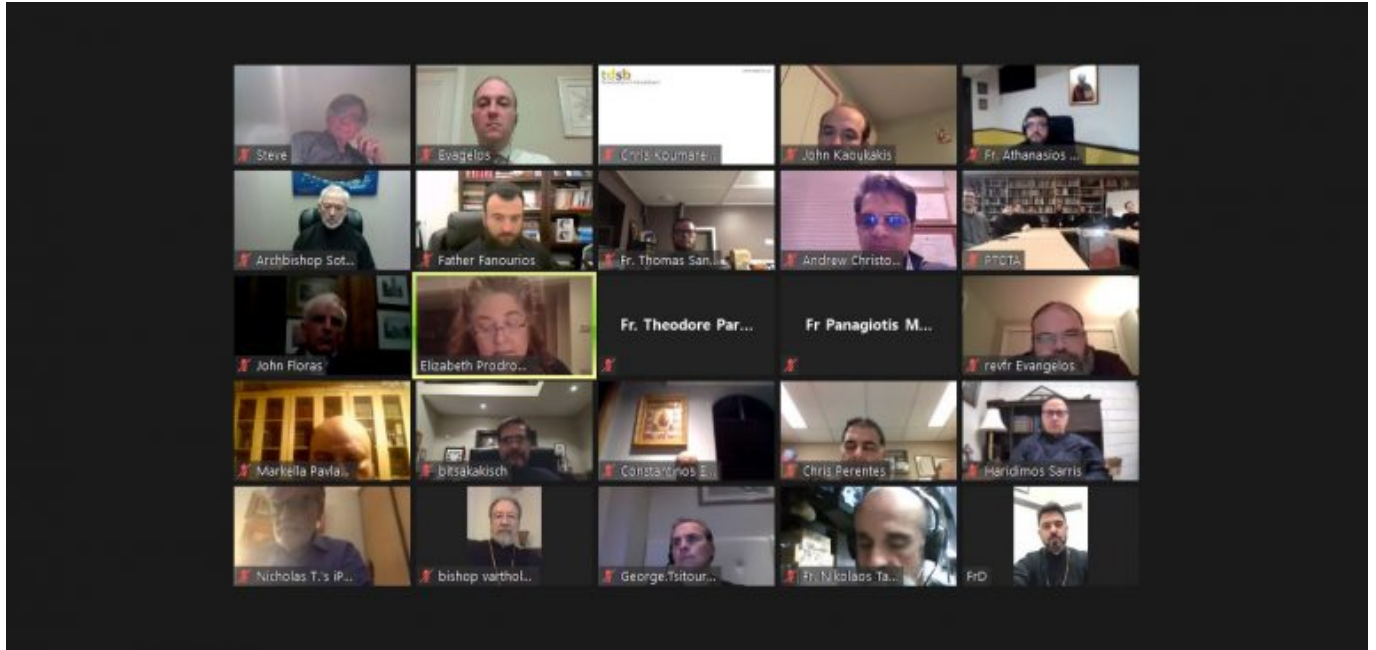 Steve
Evagelos
tdsb
Chris Koumare...
John Kaoukakis
Fr. Athanasios ...
Archbishop Sot...
Father Fanourios
Fr. Thomas San...
Andrew Christo...
PTOTA
John Floras
Elizabeth Prodro...
Fr. Theodore Par...
Fr Panagiotis M...
revfr Evangelos
Markella Pavla...
bitsakakisch
Constantinos E...
Chris Perentes
Haridimos Sarris
Nicholas T.'s iP...
bishop varthol...
George.Tsitour...
Fr. Nikolaos Ta...
FrD